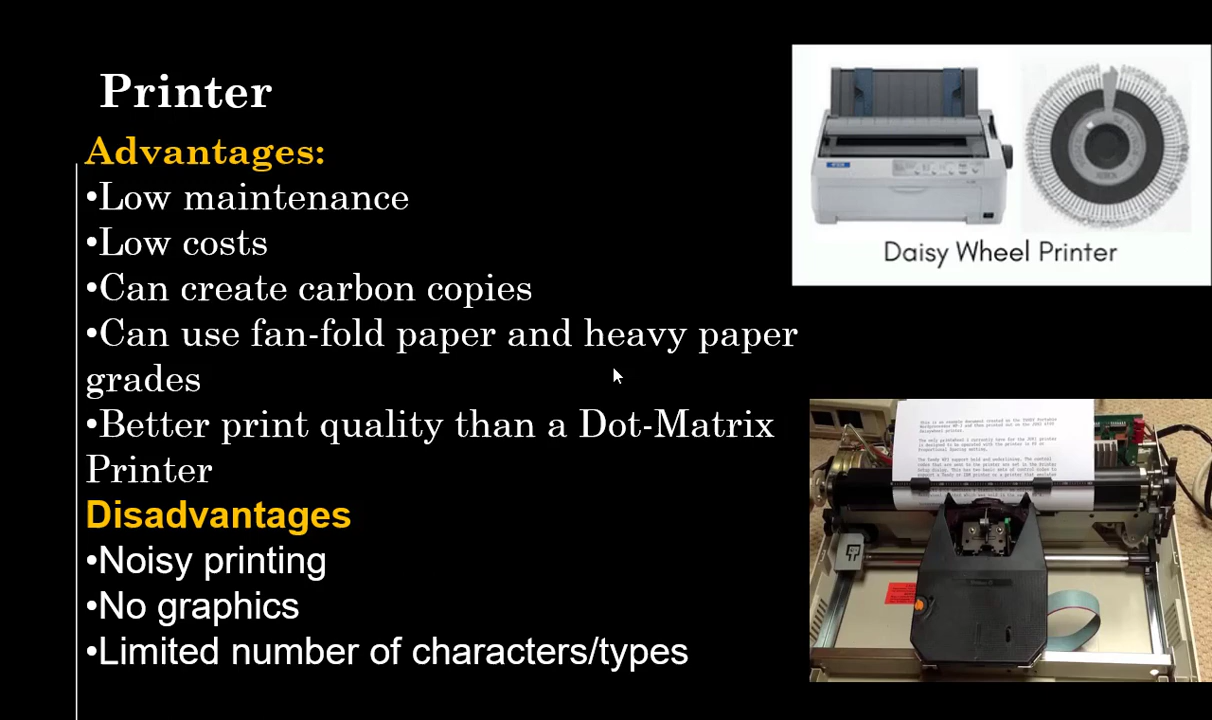 Printer
Advantages:
•Low maintenance
•Low costs
•Can create carbon copies
•Can use fan-fold paper and heavy paper
grades
•Better print quality than a Dot-Matrix
Printer
Disadvantages
•Noisy printing
•No graphics
•Limited number of characters/types
EPSON
XEROX
Daisy Wheel Printer